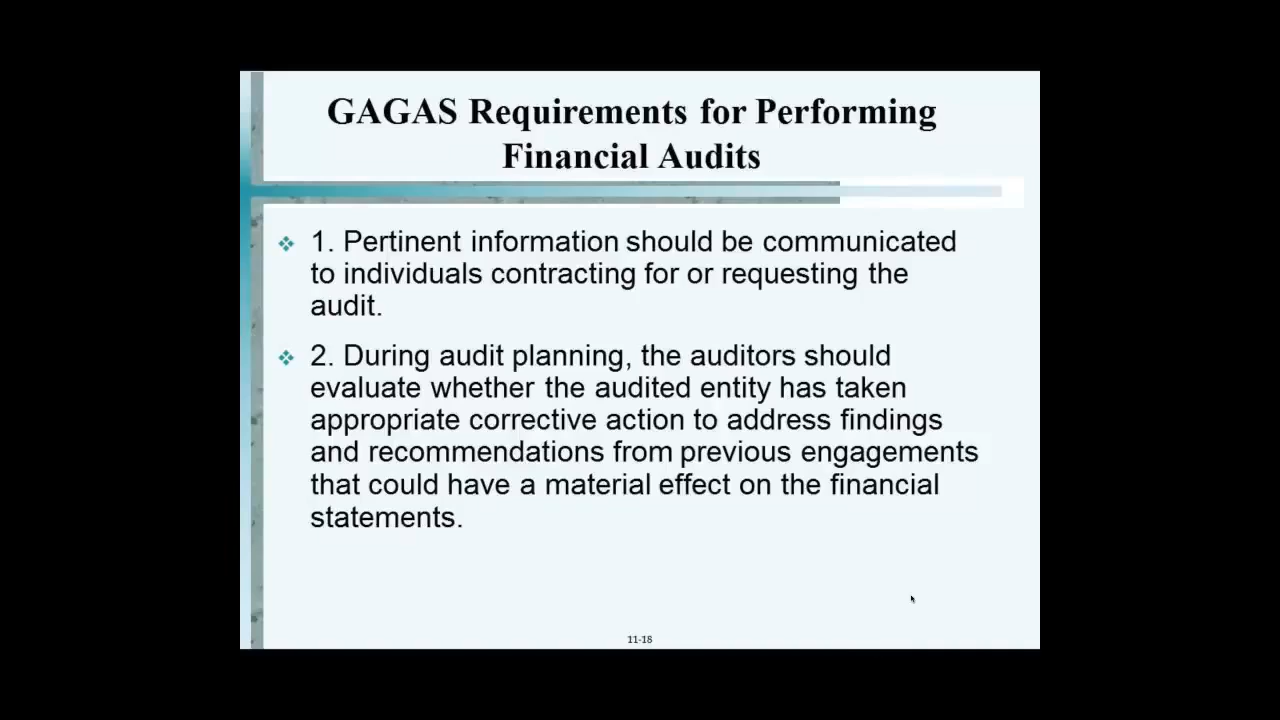 GAGAS Requirements for Performing
Financial Audits
1. Pertinent information should be communicated
to individuals contracting for or requesting the
audit.
2. During audit planning, the auditors should
evaluate whether the audited entity has taken
appropriate corrective action to address findings
and recommendations from previous engagements
that could have a material effect on the financial
statements.
11-18